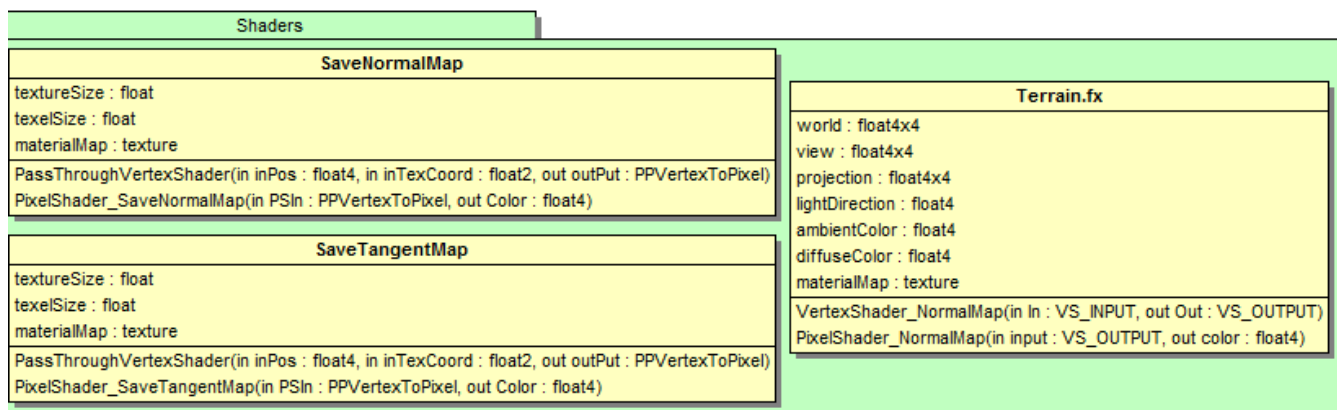 Shaders
SaveNormalMap
textureSize : float
texelSize : float
materialMap : texture
PassThroughVertexShader(in inPos : float4, in inTexCoord : float2, out outPut : PPVertexToPixel)
PixelShader_SaveNormalMap(in PSIn : PPVertexToPixel, out Color : float4)
SaveTangentMap
textureSize : float
texelSize : float
materialMap : texture
PassThroughVertexShader(in inPos : float4, in inTexCoord : float2, out outPut : PPVertexToPixel)
PixelShader_SaveTangentMap(in PSIn : PPVertexToPixel, out Color : float4)
Terrain.fx
world : float4x4
view : float4x4
projection : float4x4
lightDirection : float4
ambientColor : float4
diffuseColor : float4
materialMap : texture
VertexShader_NormalMap(in In : VS_INPUT, out Out : VS_OUTPUT)
PixelShader_NormalMap(in input : VS_OUTPUT, out color : float4)